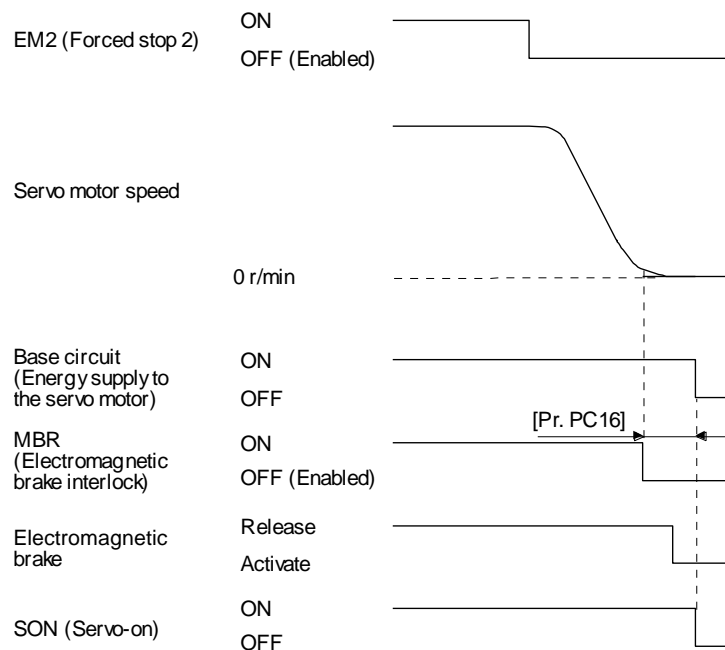 EM2 (Forced stop 2)
ON
OFF (Enabled)
Servo motor speed
0 r/min
Base circuit
(Energy supply to
the servo motor)
ON
OFF
[Pr. PC16]
MBR
(Electromagnetic
brake interlock)
ON
OFF (Enabled)
Electromagnetic
brake
Release
Activate
SON (Servo-on)
ON
OFF